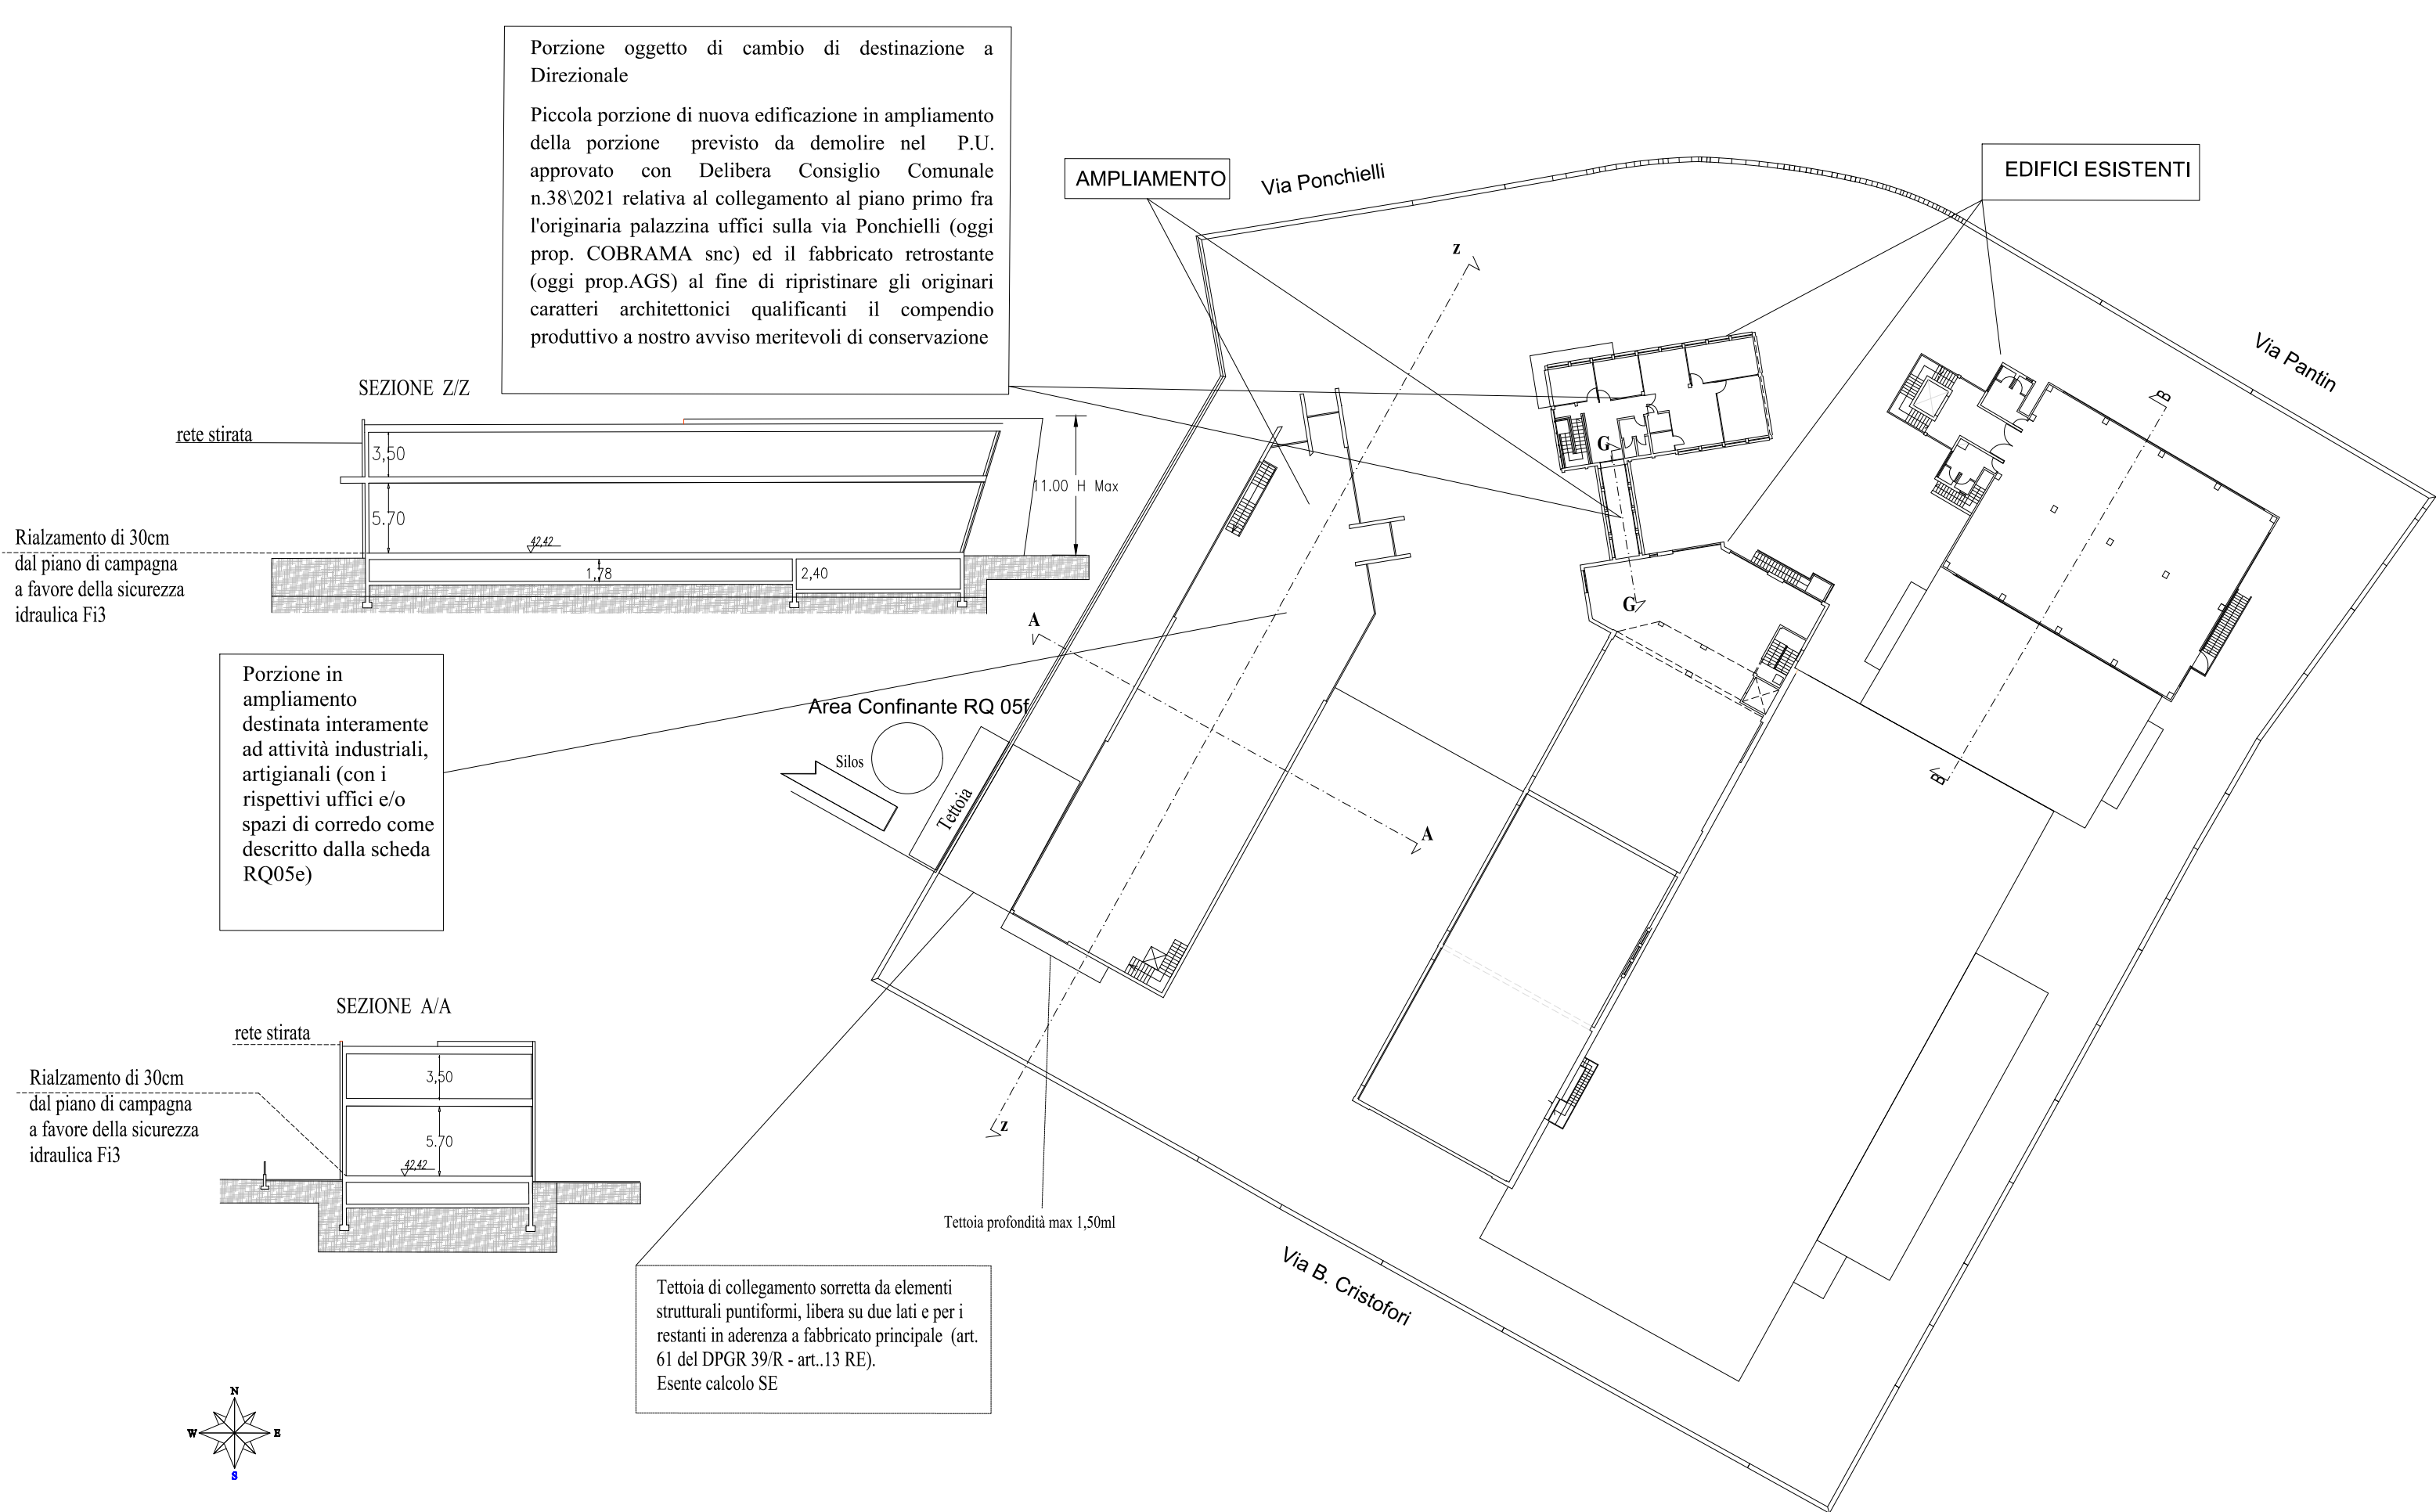 Porzione oggetto di cambio di destinazione a
Direzionale
Piccola porzione di nuova edificazione in ampliamento
della porzione previsto da demolire nel P.U.
approvato con Delibera Consiglio Comunale
n.38\2021 relativa al collegamento al piano primo fra
l'originaria palazzina uffici sulla via Ponchielli (oggi
prop. COBRAMA snc) ed il fabbricato retrostante
(oggi prop.AGS) al fine di ripristinare gli originari
caratteri architettonici qualificanti il compendio
produttivo a nostro avviso meritevoli di conservazione
AMPLIAMENTO
Via Ponchielli
EDIFICI ESISTENTI
Via Pantin
SEZIONE Z/Z
rete stirata
3,50
11.00 H Max
5.70
42,42
1,78
2,40
Rialzamento di 30cm
dal piano di campagna
a favore della sicurezza
idraulica Fi3
z
G
G
B
B
A
A
z
Porzione in
ampliamento
destinata interamente
ad attività industriali,
artigianali (con i
rispettivi uffici e/o
spazi di corredo come
descritto dalla scheda
RQ05e)
Area Confinante RQ 05f
Silos
Tettoia
SEZIONE A/A
rete stirata
3,50
5.70
42,42
Rialzamento di 30cm
dal piano di campagna
a favore della sicurezza
idraulica Fi3
Tettoia profondità max 1,50ml
Via B. Cristofori
Tettoia di collegamento sorretta da elementi
strutturali puntiformi, libera su due lati e per i
restanti in aderenza a fabbricato principale (art.
61 del DPGR 39/R - art..13 RE).
Esente calcolo SE
N
W
E
S